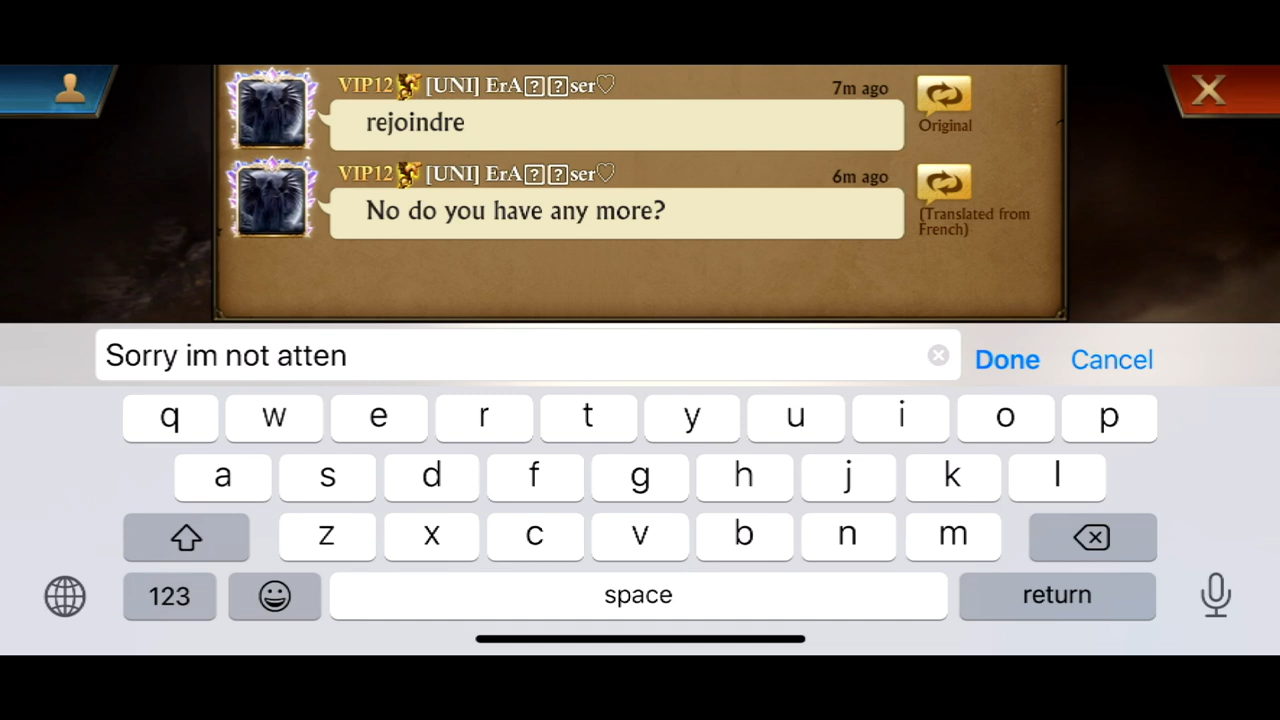 VIP12 [UNI] ErA??ser♡ 7m ago
rejoindre
Original
VIP12 [UNI] ErA??ser♡ 6m ago
No do you have any more?
(Translated from
French)
Sorry im not atten
Done Cancel
q w e r t y u i o p
a s d f g h j k l
z x c v b n m
123 space return